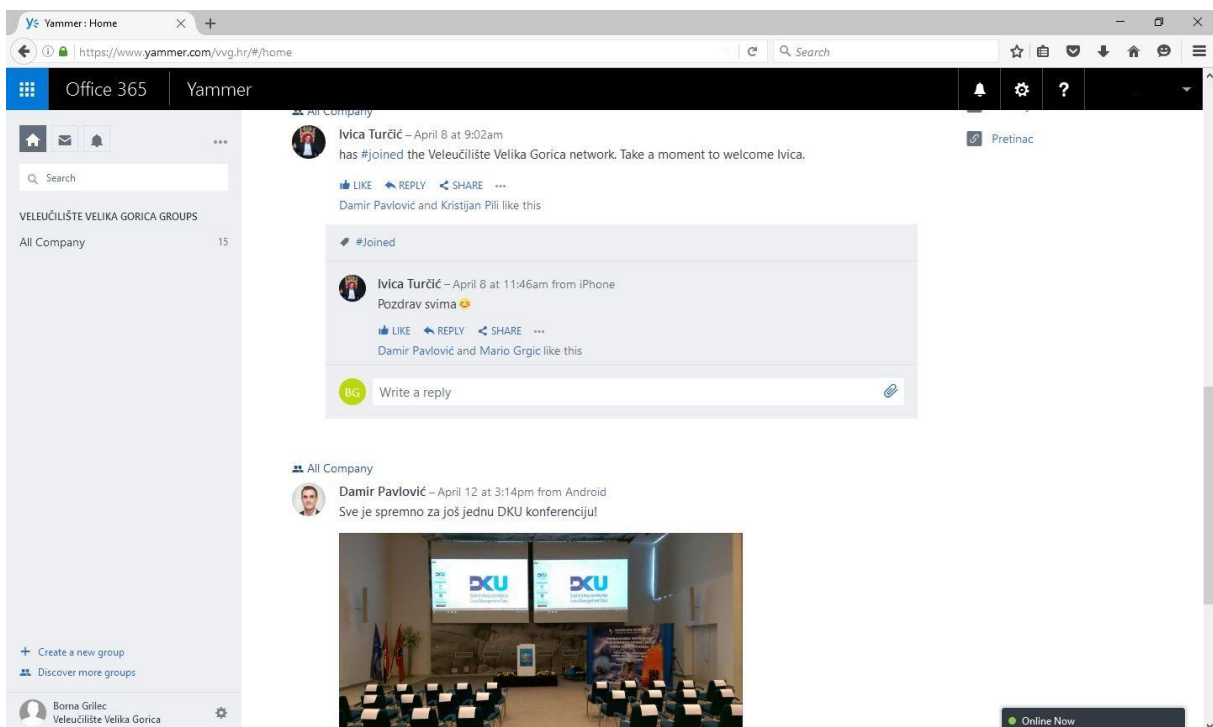 Yammer : Home
https://www.yammer.com/vvg.hr/#/home
Search
Office 365
Yammer
?
Search
VELEUČILIŠTE VELIKA GORICA GROUPS
All Company 15
+ Create a new group
Discover more groups
Borna Grilec
Veleučilište Velika Gorica
All Company
Ivica Turčić – April 8 at 9:02am
has #joined the Veleučilište Velika Gorica network. Take a moment to welcome Ivica.
LIKE REPLY SHARE ...
Damir Pavlović and Kristijan Pili like this
#Joined
Ivica Turčić – April 8 at 11:46am from iPhone
Pozdrav svima😊
LIKE REPLY SHARE ...
Damir Pavlović and Mario Grgic like this
BG
Write a reply
All Company
Damir Pavlović – April 12 at 3:14pm from Android
Sve je spremno za još jednu DKU konferenciju!
DKU
DKU
Pretinac
Online Now